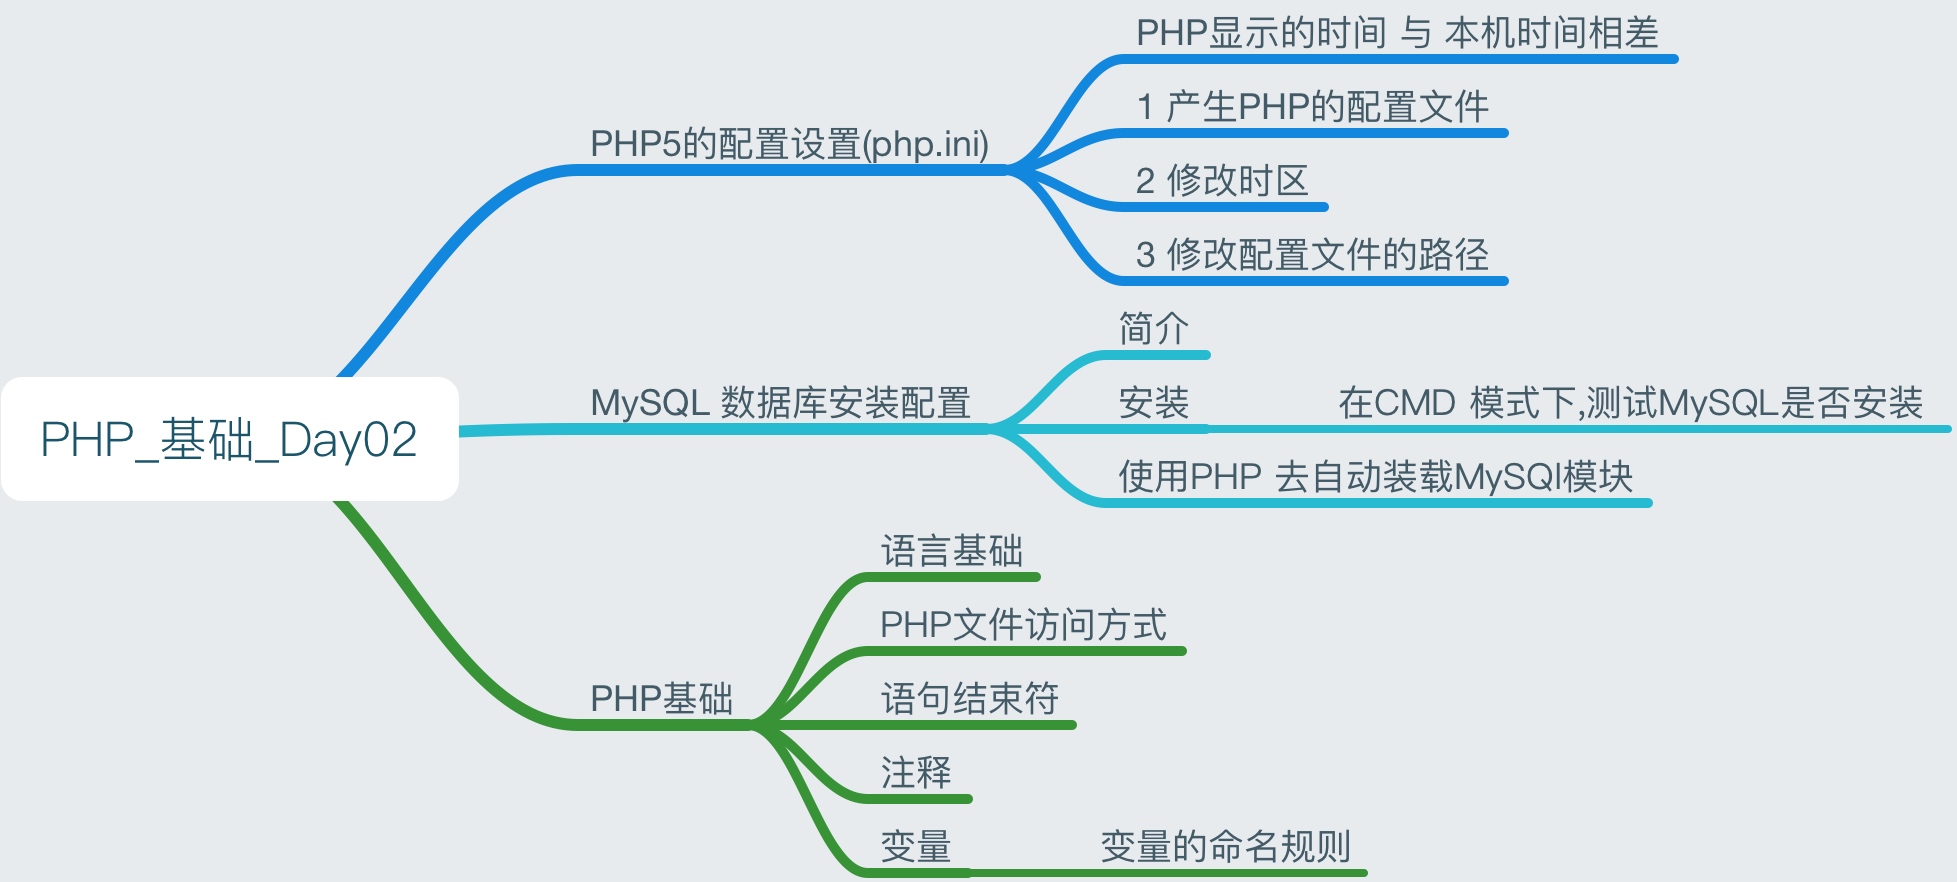 PHP_基础_Day02
PHP5的配置设置(php.ini)
PHP显示的时间 与 本机时间相差
1 产生PHP的配置文件
2 修改时区
3 修改配置文件的路径
MySQL 数据库安装配置
简介
安装
在CMD 模式下,测试MySQL是否安装
使用PHP 去自动装载MySQl模块
PHP基础
语言基础
PHP文件访问方式
语句结束符
注释
变量
变量的命名规则